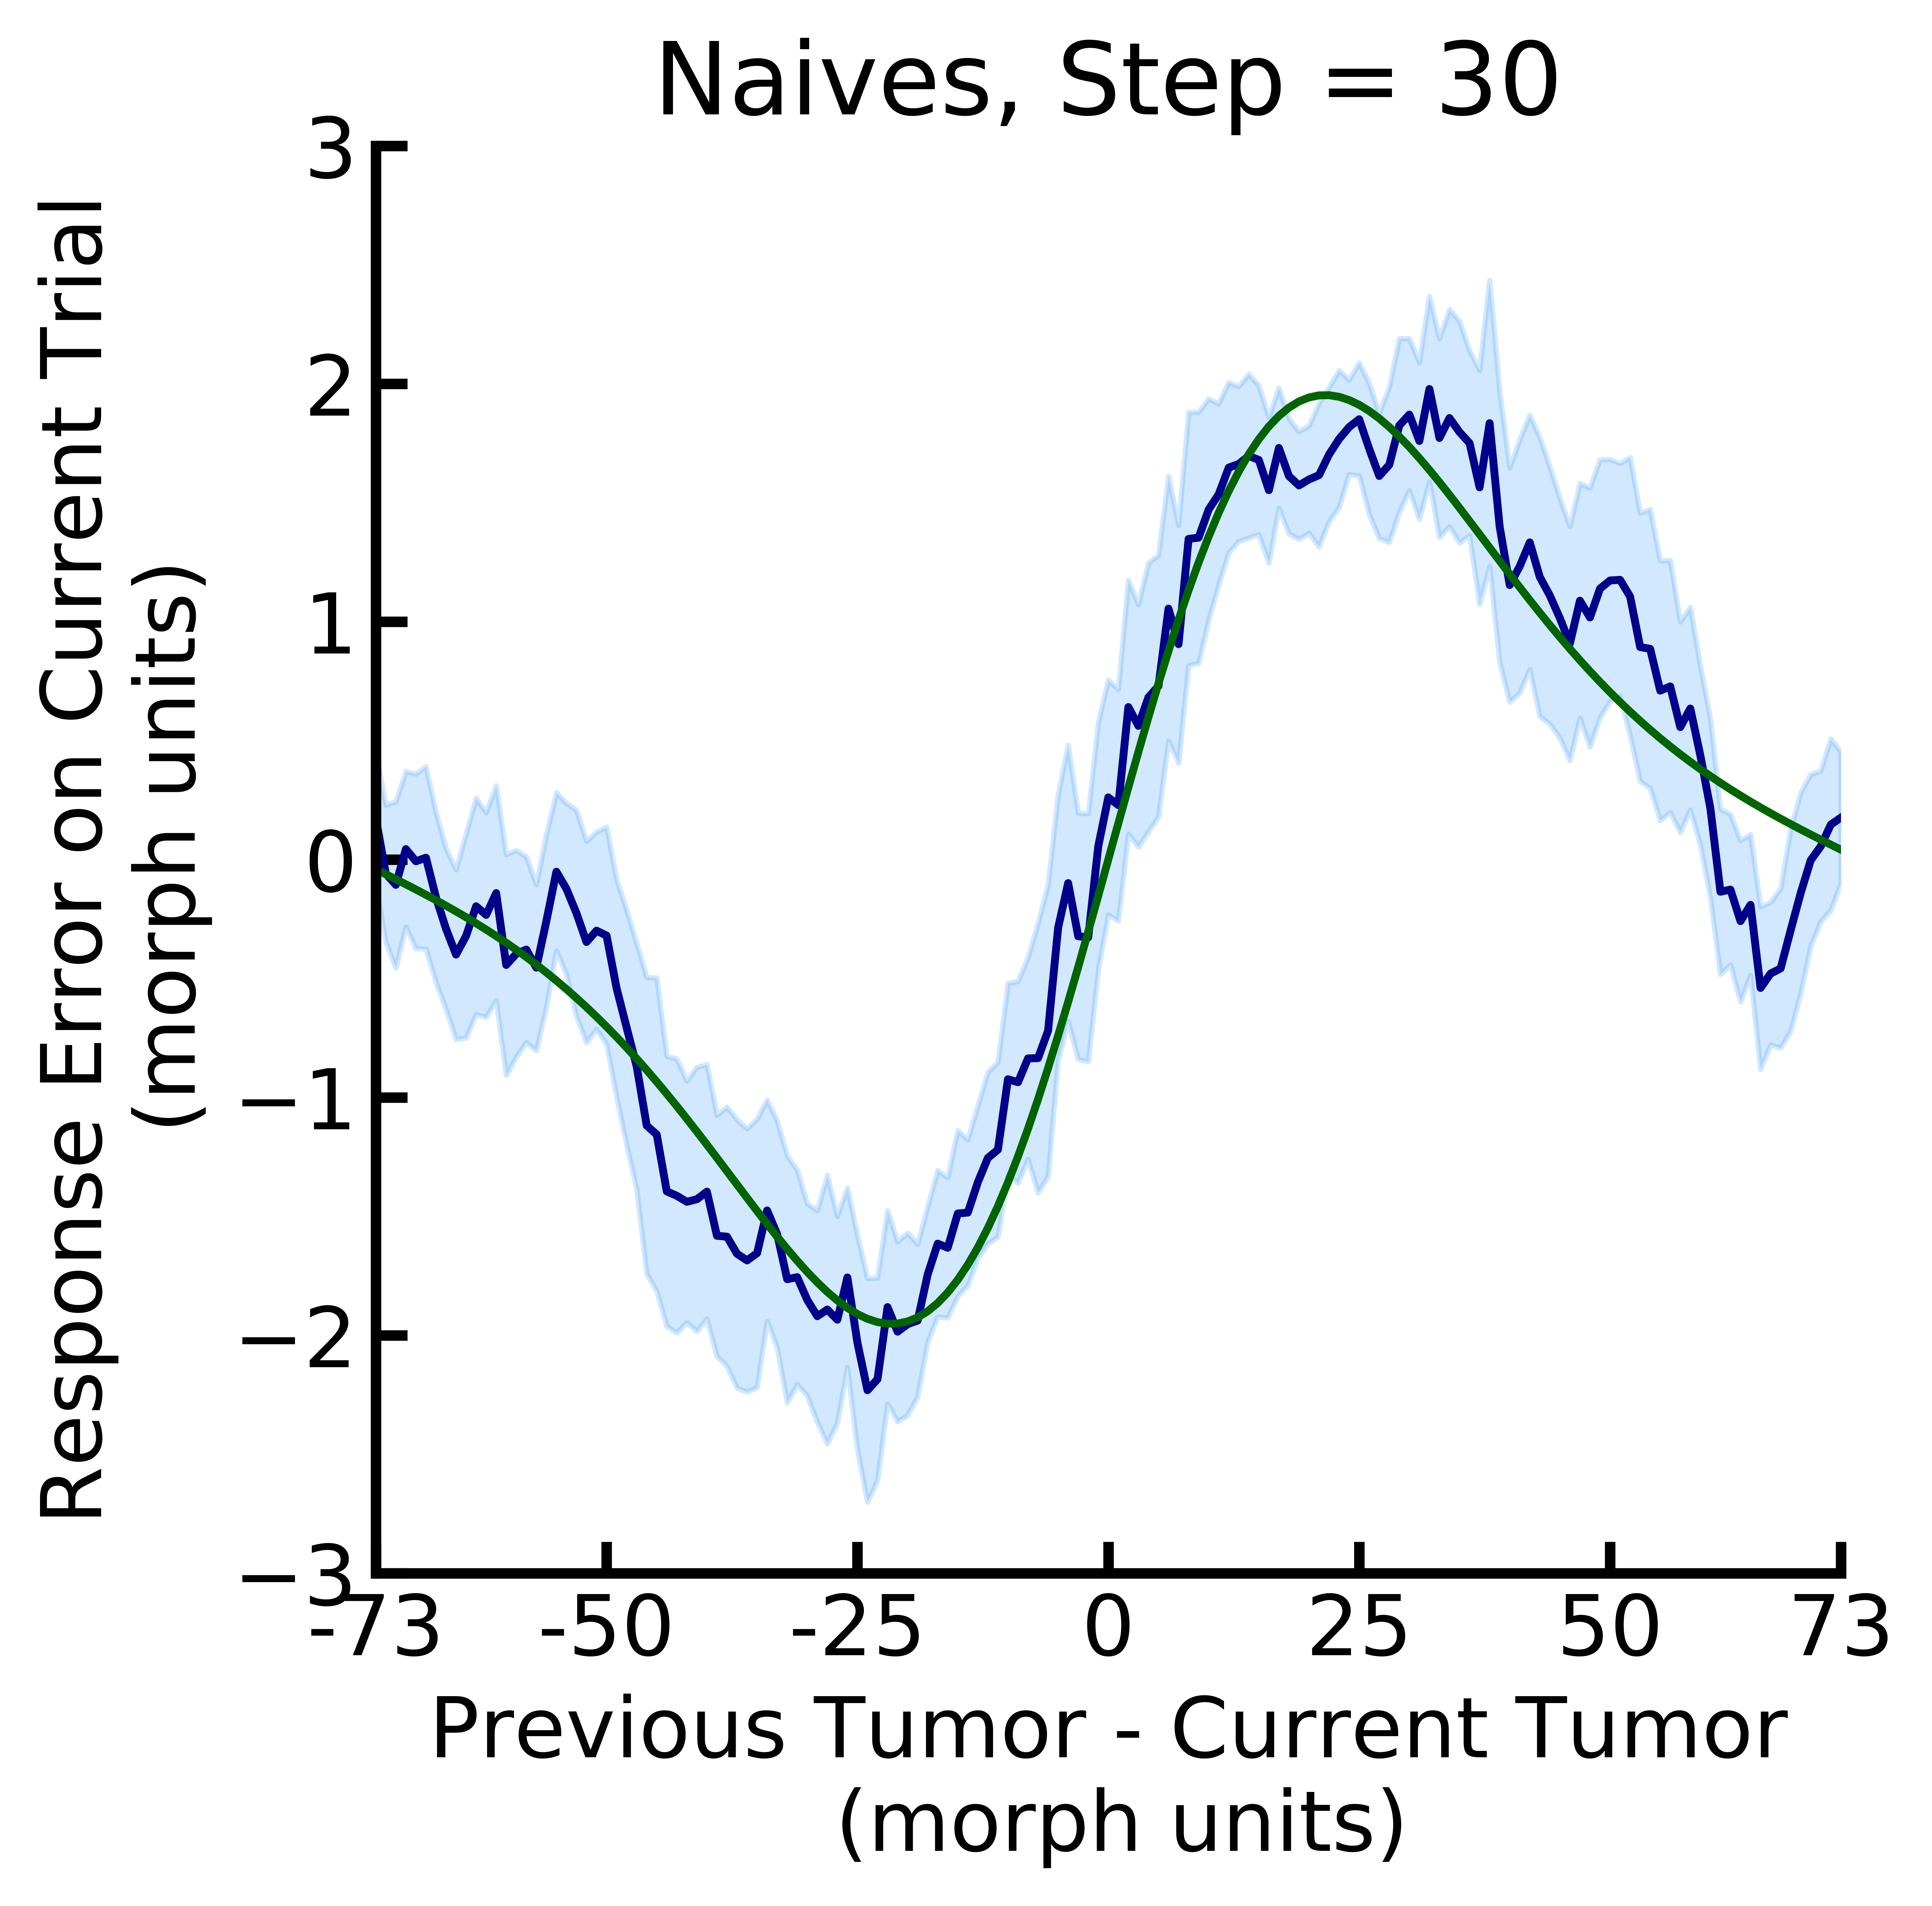 Naives, Step = 30
Response Error on Current Trial
(morph units)
3
2
1
0
−1
−2
−3
-73 -50 -25 0 25 50 73
Previous Tumor - Current Tumor
(morph units)